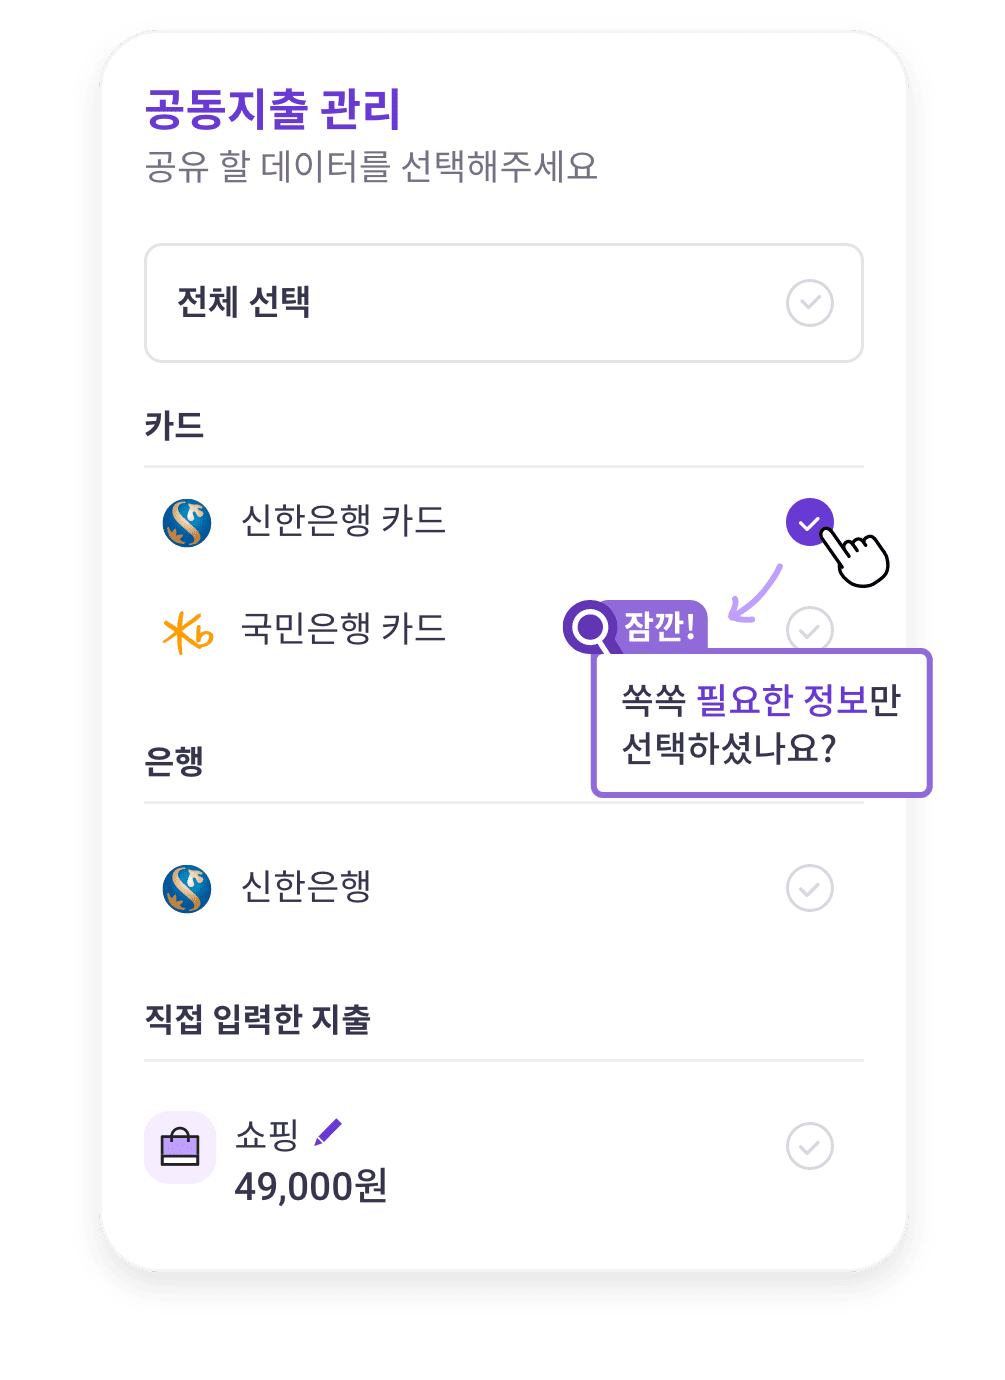 공동지출 관리
공유 할 데이터를 선택해주세요
전체 선택
카드
신한은행 카드
국민은행 카드
잠깐!
쏙쏙 필요한 정보만
선택하셨나요?
은행
신한은행
직접 입력한 지출
쇼핑
49,000원